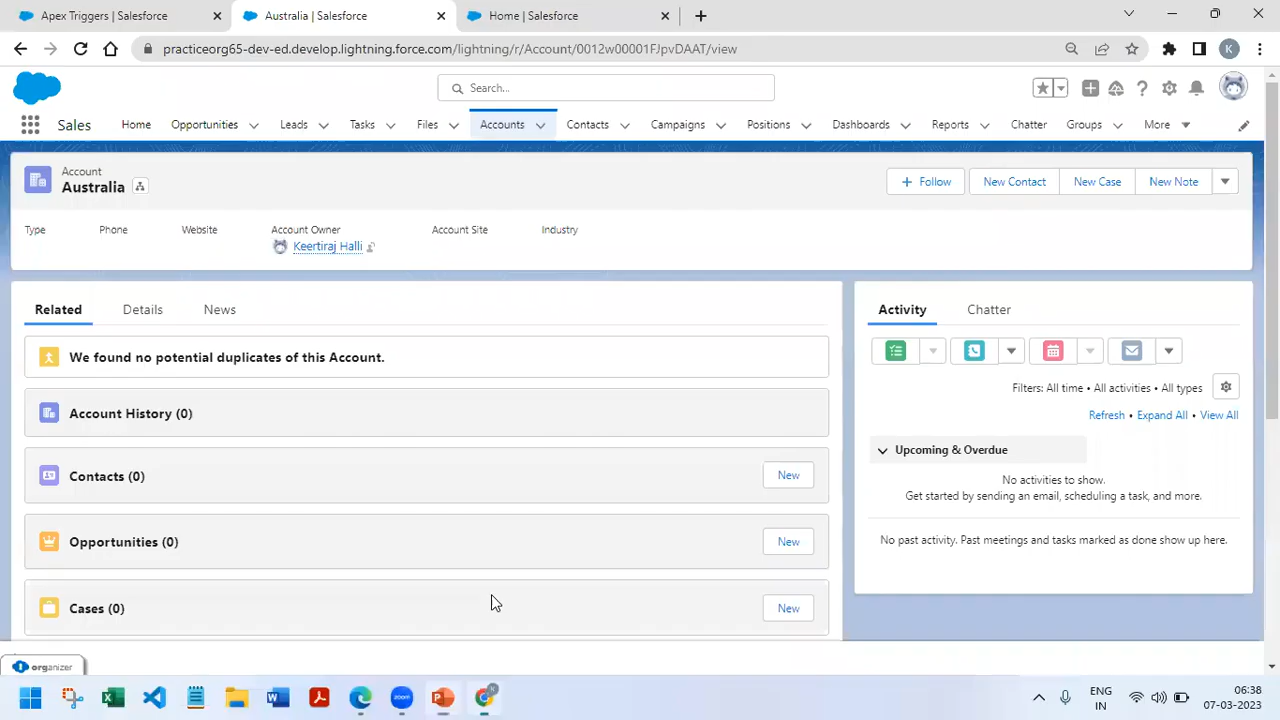 Apex Triggers | Salesforce
Australia | Salesforce
Home | Salesforce
practiceorg65-dev-ed.develop.lightning.force.com/lightning/r/Account/0012w00001FJpvDAAT/view
K
Search...
Sales
Home
Opportunities
Leads
Tasks
Files
Accounts
Contacts
Campaigns
Positions
Dashboards
Reports
Chatter
Groups
More
Account
Australia
Follow
New Contact
New Case
New Note
Type
Phone
Website
Account Owner
Account Site
Industry
Keertiraj Halli
Related
Details
News
We found no potential duplicates of this Account.
Account History (0)
Contacts (0)
New
Opportunities (0)
New
Cases (0)
New
Activity
Chatter
Filters: All time • All activities • All types
Refresh • Expand All • View All
Upcoming & Overdue
No activities to show.
Get started by sending an email, scheduling a task, and more.
No past activity. Past meetings and tasks marked as done show up here.
organizer
zoom
ENG
IN
06:38
07-03-2023